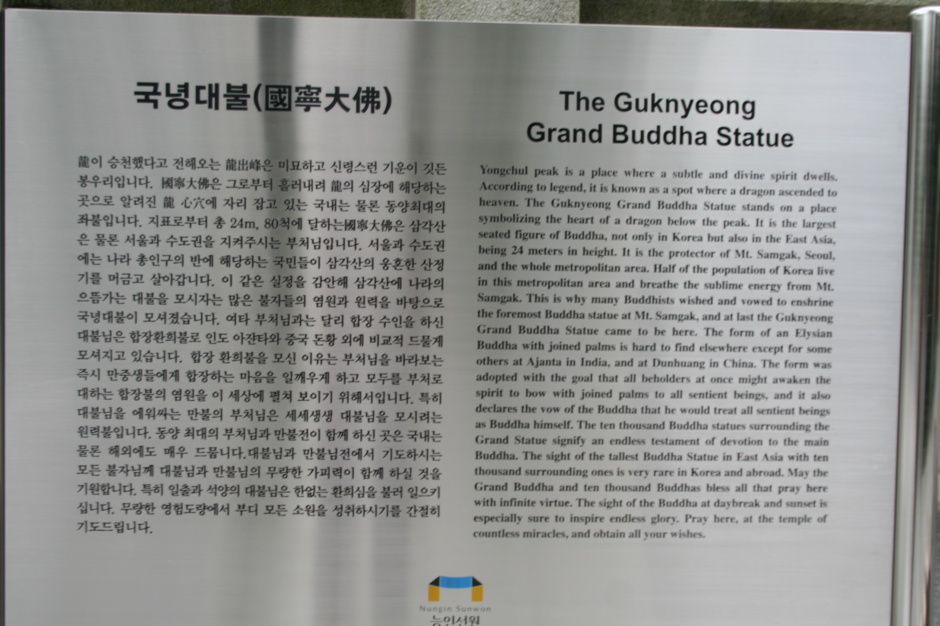 국녕대불(國寧大佛)
龍이 승천했다고 전해오는 龍出峰은 미묘하고 신령스런 기운이 깃든
봉우리입니다. 國寧大佛은 그로부터 흘러내려 龍의 심장에 해당하는
곳으로 알려진 龍 心穴에 자리 잡고 있는 국내는 물론 동양최대의
좌불입니다. 지표로부터 총 24m, 80척에 달하는國寧大佛은 삼각산
은 물론 서울과 수도권을 지켜주시는 부처님입니다. 서울과 수도권
에는 나라 총인구의 반에 해당하는 국민들이 삼각산의 웅혼한 산정
기를 머금고 살아갑니다. 이 같은 실정을 감안해 삼각산에 나라의
으뜸가는 대불을 모시자는 많은 불자들의 염원과 원력을 바탕으로
국녕대불이 모셔졌습니다. 여타 부처님과는 달리 합장 수인을 하신
대불님은 합장환희불로 인도 아잔타와 중국 돈황 외에 비교적 드물게
모셔지고 있습니다. 합장 환희불을 모신 이유는 부처님을 바라보는
즉시 만중생들에게 합장하는 마음을 일깨우게 하고 모두를 부처로
대하는 합장불의 염원을 이 세상에 펼쳐 보이기 위해서입니다. 특히
대불님을 에워싸는 만불의 부처님은 세세생생 대불님을 모시려는
원력불입니다. 동양 최대의 부처님과 만불전이 함께 하신 곳은 국내는
물론 해외에도 매우 드뭅니다.대불님과 만불님전에서 기도하시는
모든 불자님께 대불님과 만불님의 무량한 가피력이 함께 하실 것을
기원합니다. 특히 일출과 석양의 대불님은 한없는 환희심을 불러 일으키
십니다. 무량한 영험도량에서 부디 모든 소원을 성취하시기를 간절히
기도드립니다.
The Guknyeong
Grand Buddha Statue
Yongchul peak is a place where a subtle and divine spirit dwells.
According to legend, it is known as a spot where a dragon ascended to
heaven. The Guknyeong Grand Buddha Statue stands on a place
symbolizing the heart of a dragon below the peak. It is the largest
seated figure of Buddha, not only in Korea but also in the East Asia,
being 24 meters in height. It is the protector of Mt. Samgak, Seoul,
and the whole metropolitan area. Half of the population of Korea live
in this metropolitan area and breathe the sublime energy from Mt.
Samgak. This is why many Buddhists wished and vowed to enshrine
the foremost Buddha statue at Mt. Samgak, and at last the Guknyeong
Grand Buddha Statue came to be here. The form of an Elysian
Buddha with joined palms is hard to find elsewhere except for some
others at Ajanta in India, and at Dunhuang in China. The form was
adopted with the goal that all beholders at once might awaken the
spirit to bow with joined palms to all sentient beings, and it also
declares the vow of the Buddha that he would treat all sentient beings
as Buddha himself. The ten thousand Buddha statues surrounding the
Grand Statue signify an endless testament of devotion to the main
Buddha. The sight of the tallest Buddha Statue in East Asia with ten
thousand surrounding ones is very rare in Korea and abroad. May the
Grand Buddha and ten thousand Buddhas bless all that pray here
with infinite virtue. The sight of the Buddha at daybreak and sunset is
especially sure to inspire endless glory. Pray here, at the temple of
countless miracles, and obtain all your wishes.
Nungin Sunwon
능인선원